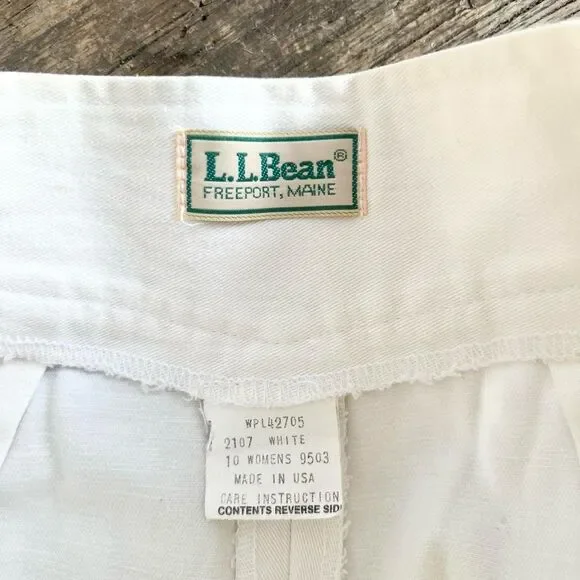 L.L.Bean®
FREEPORT, MAINE
WPL42705
2107 WHITE
10 WOMENS 9503
MADE IN USA
CARE INSTRUCTION
CONTENTS REVERSE SID